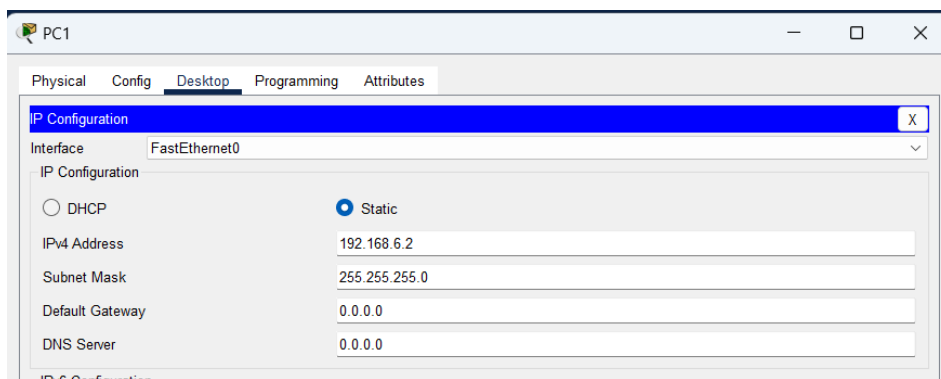 PC1
Physical Config Desktop Programming Attributes
IP Configuration X
Interface FastEthernet0
IP Configuration
DHCP Static
IPv4 Address 192.168.6.2
Subnet Mask 255.255.255.0
Default Gateway 0.0.0.0
DNS Server 0.0.0.0